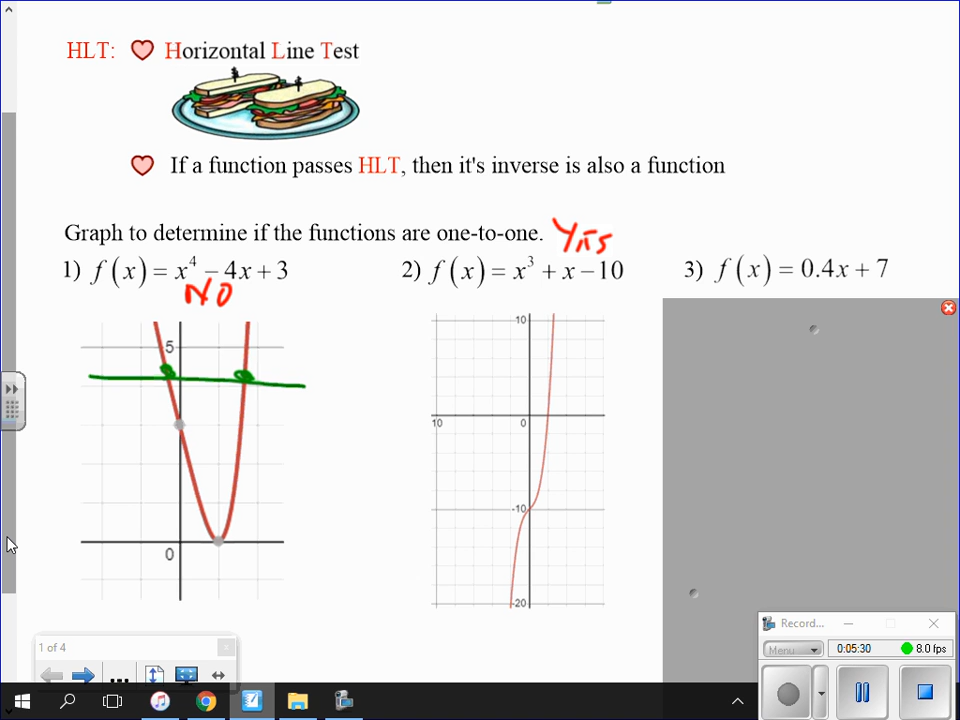 HLT: Horizontal Line Test
If a function passes HLT, then it's inverse is also a function
Graph to determine if the functions are one-to-one. Yes
1) f(x) = x⁴ – 4x + 3
NO
2) f(x) = x³ + x – 10
3) f(x) = 0.4x + 7
5
0
10
10
0
-10
-20
1 of 4
...
Record...
Menu
0:05:30
8.0 fps